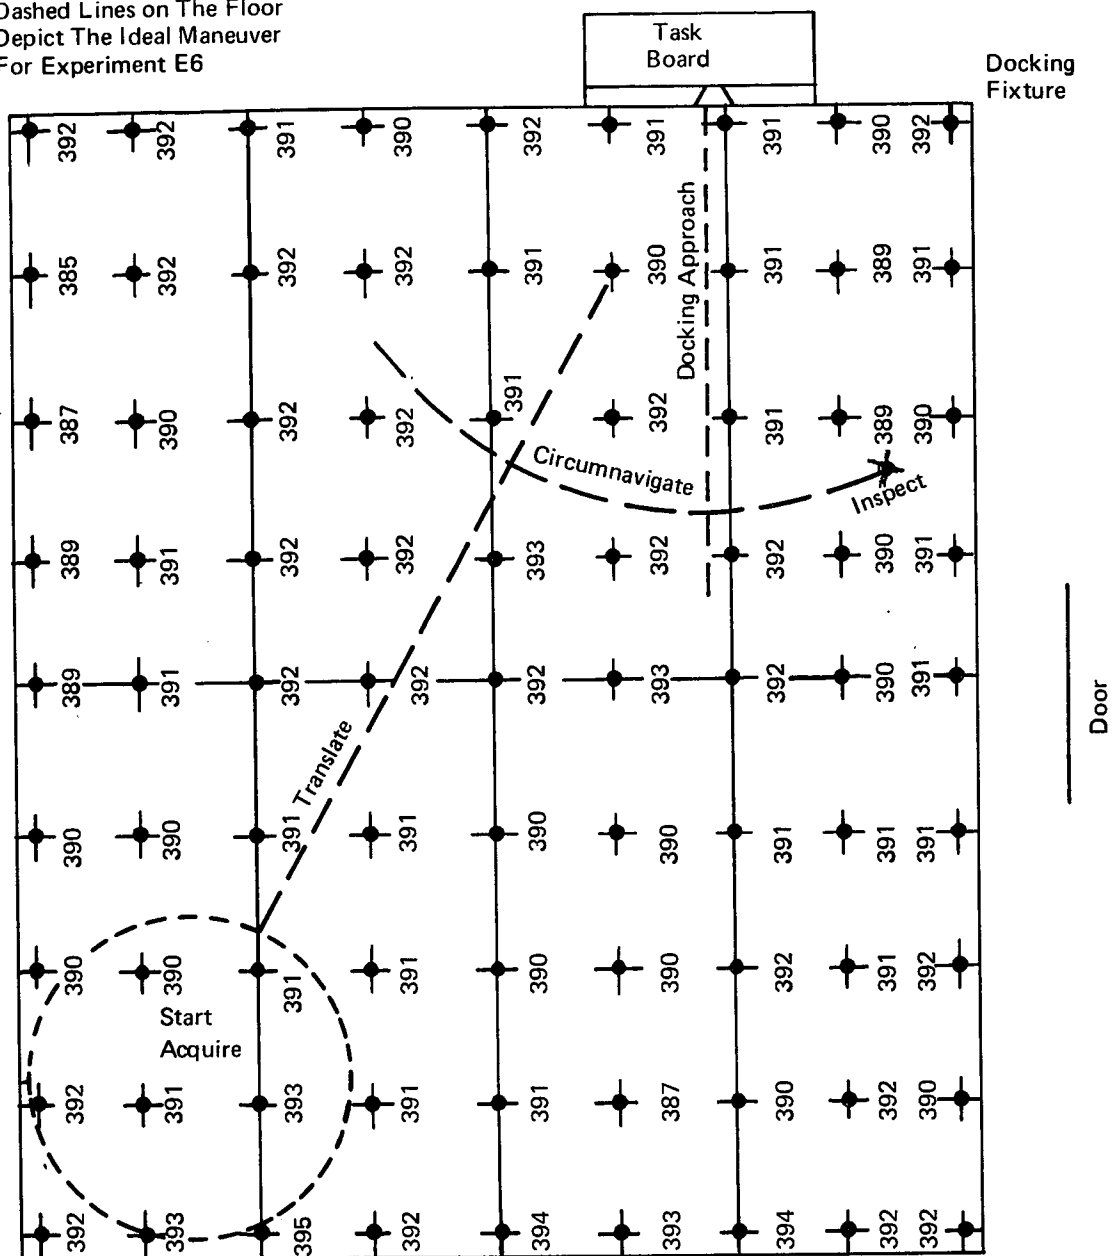 Dashed Lines on The Floor
Depict The Ideal Maneuver
For Experiment E6
Task
Board
Docking
Fixture
392 392 391 390 392 391 391 390 392
385 392 392 392 391 390 391 389 391
Docking Approach
387 390 392 392 391 392 391 389 390
Circumnavigate
Inspect
389 391 392 392 393 392 392 390 391
389 391 392 392 392 393 392 390 391
Door
Translate
390 390 391 391 390 390 391 391 391
390 390 391 391 390 390 392 391 392
Start
Acquire
392 391 393 391 391 387 390 392 390
392 393 395 392 394 393 394 392 392